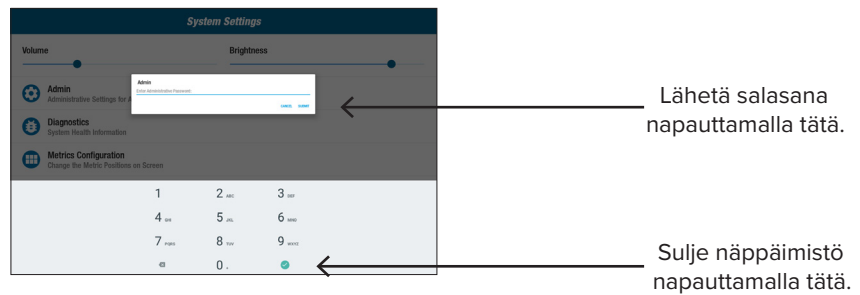 System Settings
Volume
Brightness
Admin
Administrative Settings for A
Admin
Enter Administrative Password
CANCEL SUBMIT
Diagnostics
System Health Information
Metrics Configuration
Change the Metric Positions on Screen
1 2 ABC 3 DEF
4 GHI 5 JKL 6 MNO
7 PQRS 8 TUV 9 WXYZ
0 .
Lähetä salasana
napauttamalla tätä.
Sulje näppäimistö
napauttamalla tätä.